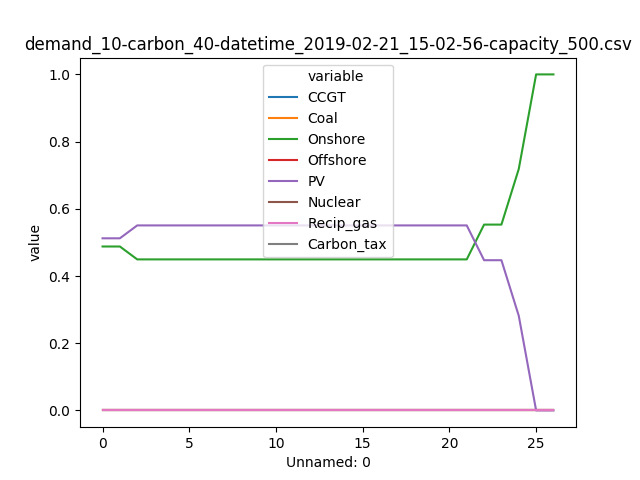 demand_10-carbon_40-datetime_2019-02-21_15-02-56-capacity_500.csv
variable
CCGT
Coal
Onshore
Offshore
PV
Nuclear
Recip_gas
Carbon_tax
value
1.0
0.8
0.6
0.4
0.2
0.0
0 5 10 15 20 25
Unnamed: 0